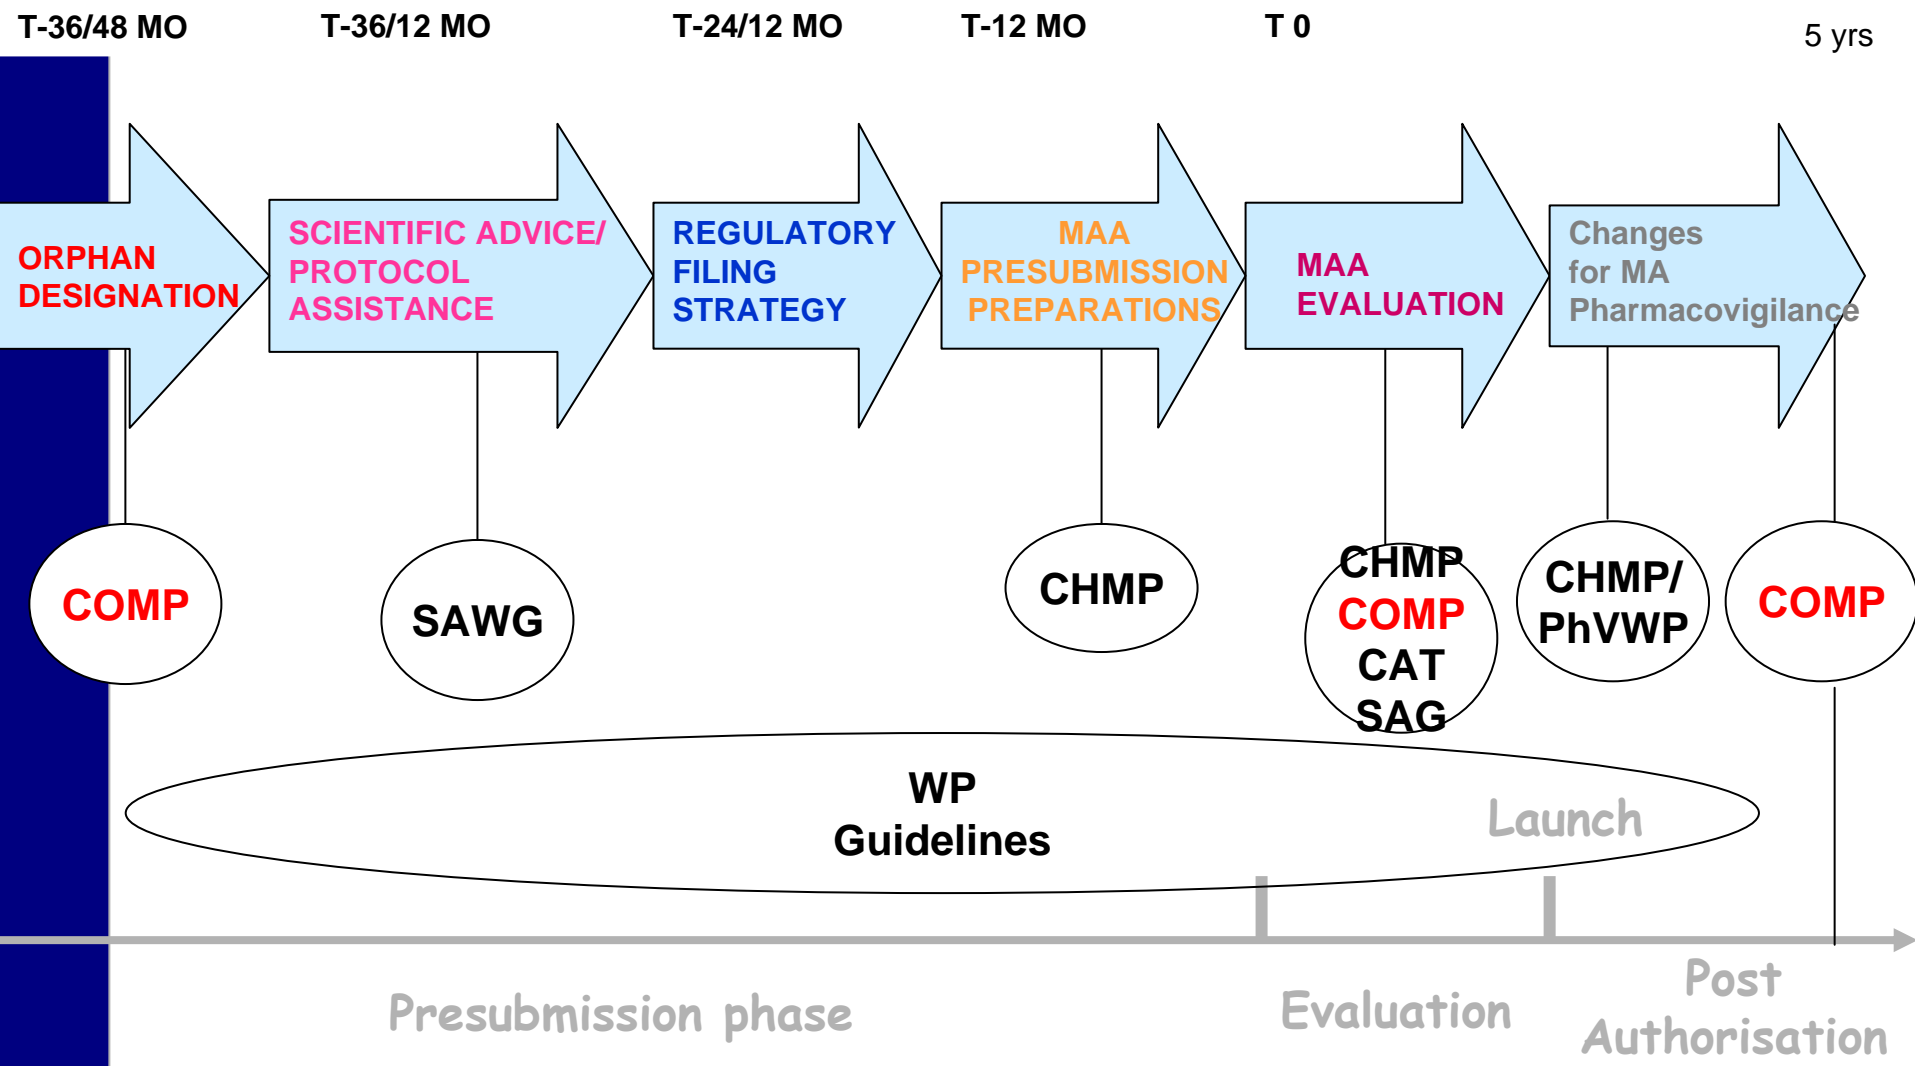 T-36/48 MO
T-36/12 MO
T-24/12 MO
T-12 MO
T 0
5 yrs
ORPHAN
DESIGNATION
SCIENTIFIC ADVICE/
PROTOCOL
ASSISTANCE
REGULATORY
FILING
STRATEGY
MAA
PRESUBMISSION
PREPARATIONS
MAA
EVALUATION
Changes
for MA
Pharmacovigilance
COMP
SAWG
CHMP
CHMP
COMP
CAT
SAG
CHMP/
PhVWP
COMP
WP
Guidelines
Launch
Presubmission phase
Evaluation
Post
Authorisation